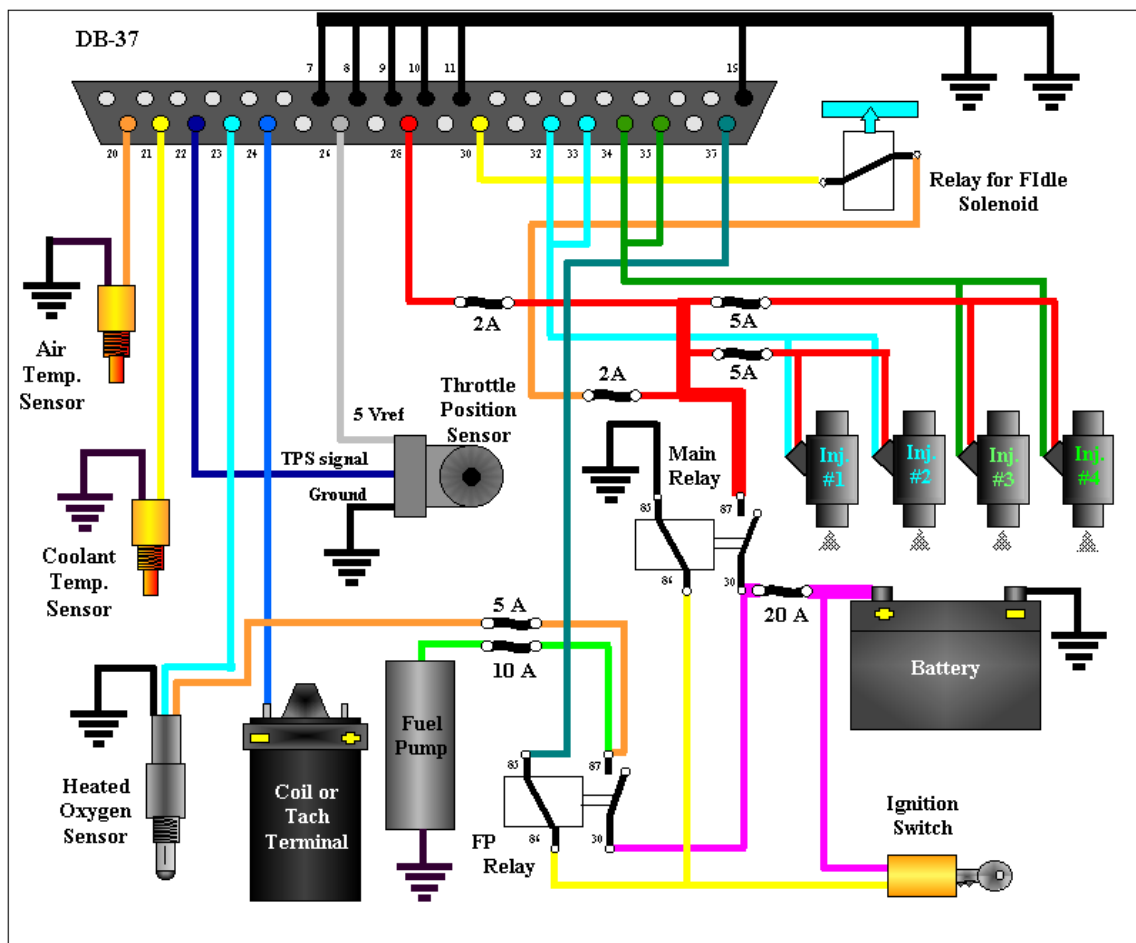 DB-37
7
8
9
10
11
19
20
21
22
23
24
26
28
30
32
33
34
35
37
Relay for FIdle
Solenoid
2A
5A
5A
2A
Air
Temp.
Sensor
5 Vref
Throttle
Position
Sensor
TPS signal
Ground
Main
Relay
85
87
86
30
Inj.
#1
Inj.
#2
Inj.
#3
Inj.
#4
Coolant
Temp.
Sensor
20 A
Battery
5 A
10 A
Fuel
Pump
Heated
Oxygen
Sensor
Coil or
Tach
Terminal
85
87
86
30
FP
Relay
Ignition
Switch